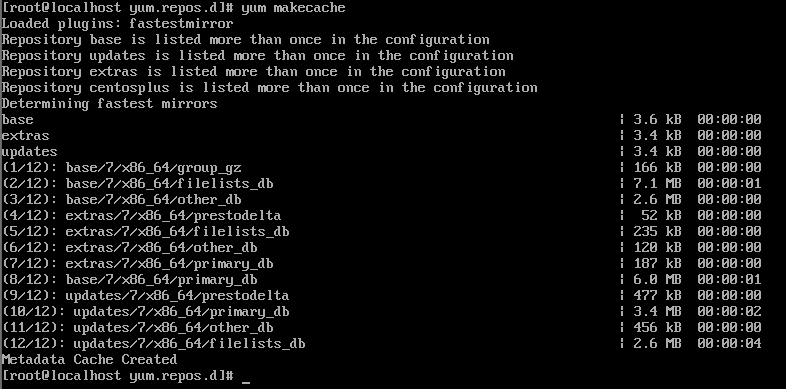 [root@localhost yum.repos.d]# yum makecache
Loaded plugins: fastestmirror
Repository base is listed more than once in the configuration
Repository updates is listed more than once in the configuration
Repository extras is listed more than once in the configuration
Repository centosplus is listed more than once in the configuration
Determining fastest mirrors
base | 3.6 kB 00:00:00
extras | 3.4 kB 00:00:00
updates | 3.4 kB 00:00:00
(1/12): base/7/x86_64/group_gz | 166 kB 00:00:00
(2/12): base/7/x86_64/filelists_db | 7.1 MB 00:00:01
(3/12): base/7/x86_64/other_db | 2.6 MB 00:00:00
(4/12): extras/7/x86_64/prestodelta | 52 kB 00:00:00
(5/12): extras/7/x86_64/filelists_db | 235 kB 00:00:00
(6/12): extras/7/x86_64/other_db | 120 kB 00:00:00
(7/12): extras/7/x86_64/primary_db | 187 kB 00:00:00
(8/12): base/7/x86_64/primary_db | 6.0 MB 00:00:01
(9/12): updates/7/x86_64/prestodelta | 477 kB 00:00:00
(10/12): updates/7/x86_64/primary_db | 3.4 MB 00:00:02
(11/12): updates/7/x86_64/other_db | 456 kB 00:00:00
(12/12): updates/7/x86_64/filelists_db | 2.6 MB 00:00:04
Metadata Cache Created
[root@localhost yum.repos.d]# _